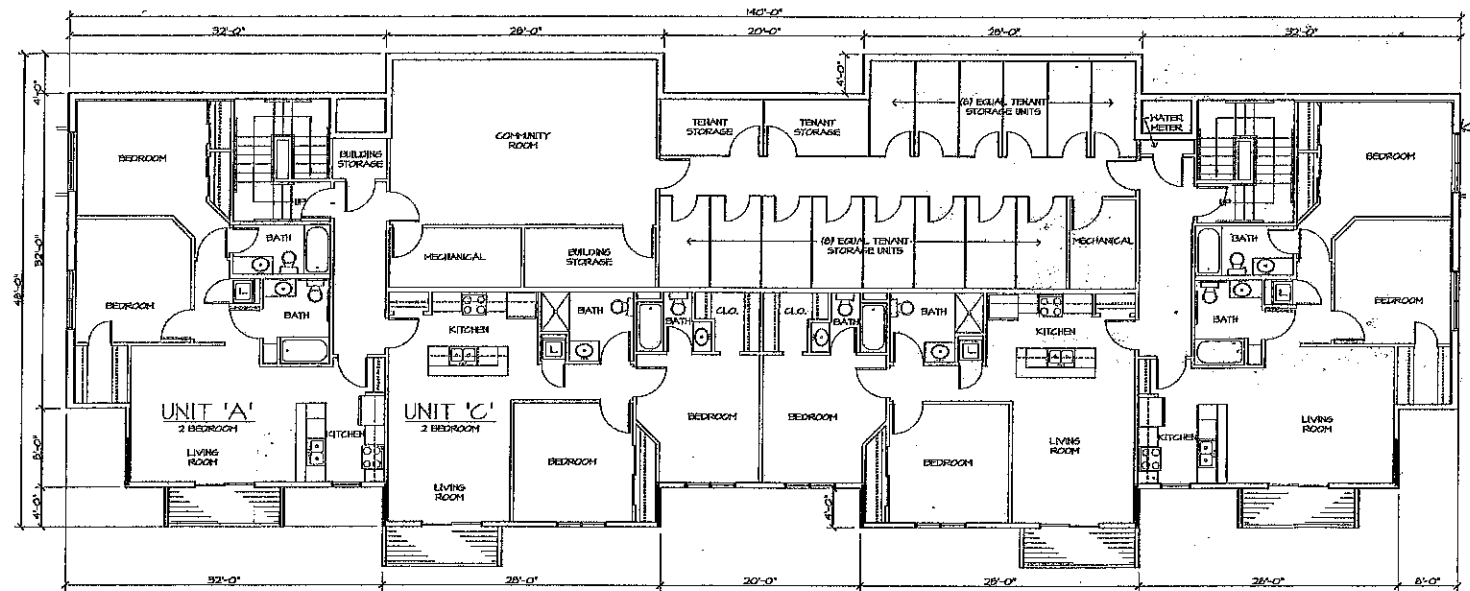 140'-0"
32'-0" 28'-0" 20'-0" 28'-0" 32'-0"
4'-0"
4'-0"
(6) EQUAL TENANT
STORAGE UNITS
TENANT
STORAGE
TENANT
STORAGE
WATER
METER
COMMUNITY
ROOM
BUILDING
STORAGE
BEDROOM
BEDROOM
UP
UP
BATH
BATH
MECHANICAL
BUILDING
STORAGE
(8) EQUAL TENANT
STORAGE UNITS
MECHANICAL
48'-0"
32'-0"
BEDROOM
BEDROOM
BATH
BATH
KITCHEN
BATH
BATH
CLO.
CLO.
BATH
BATH
KITCHEN
UNIT 'A'
2 BEDROOM
LIVING
ROOM
KITCHEN
UNIT 'C'
2 BEDROOM
LIVING
ROOM
BEDROOM
BEDROOM
BEDROOM
BEDROOM
LIVING
ROOM
KITCHEN
LIVING
ROOM
8'-0"
4'-0"
4'-0"
32'-0" 28'-0" 20'-0" 28'-0" 28'-0" 8'-0"